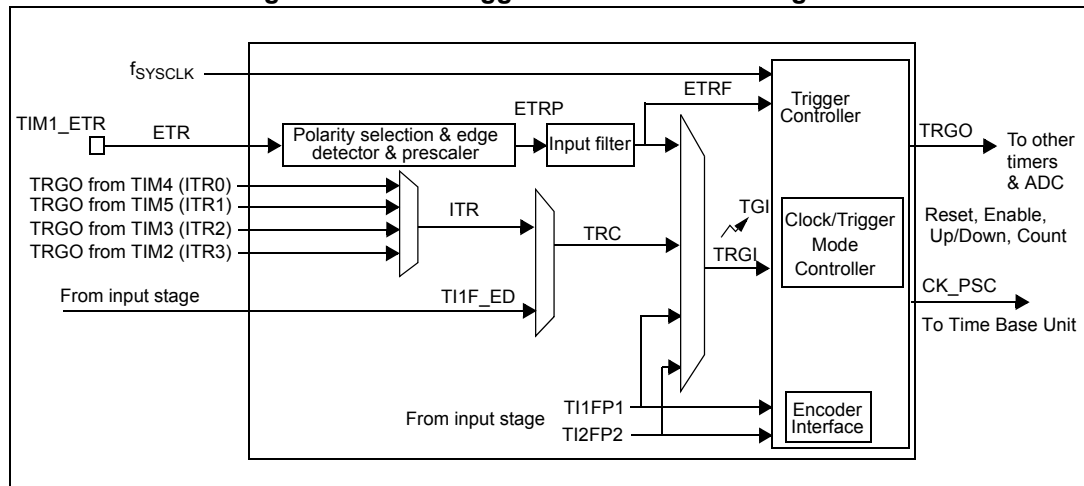 fSYSCLK
TIM1_ETR
ETR
Polarity selection & edge
detector & prescaler
ETRP
Input filter
ETRF
Trigger
Controller
TRGO
To other
timers
& ADC
TRGO from TIM4 (ITR0)
TRGO from TIM5 (ITR1)
TRGO from TIM3 (ITR2)
TRGO from TIM2 (ITR3)
ITR
TRC
TGI
TRGI
Clock/Trigger
Mode
Controller
Reset, Enable,
Up/Down, Count
From input stage
TI1F_ED
CK_PSC
To Time Base Unit
From input stage
TI1FP1
TI2FP2
Encoder
Interface